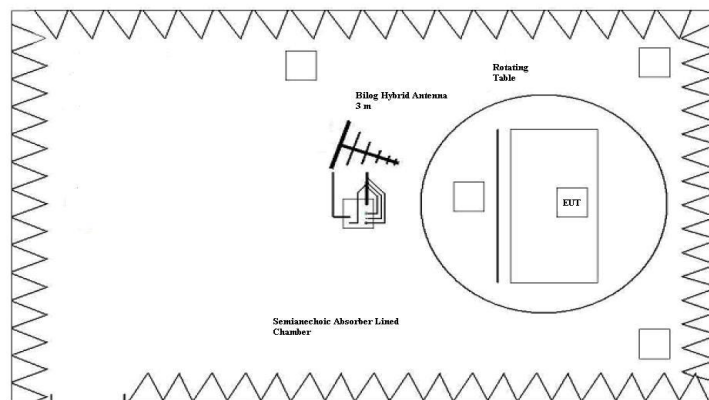 Rotating
Table
Bilog Hybrid Antenna
3 m
EUT
Semianechoic Absorber Lined
Chamber